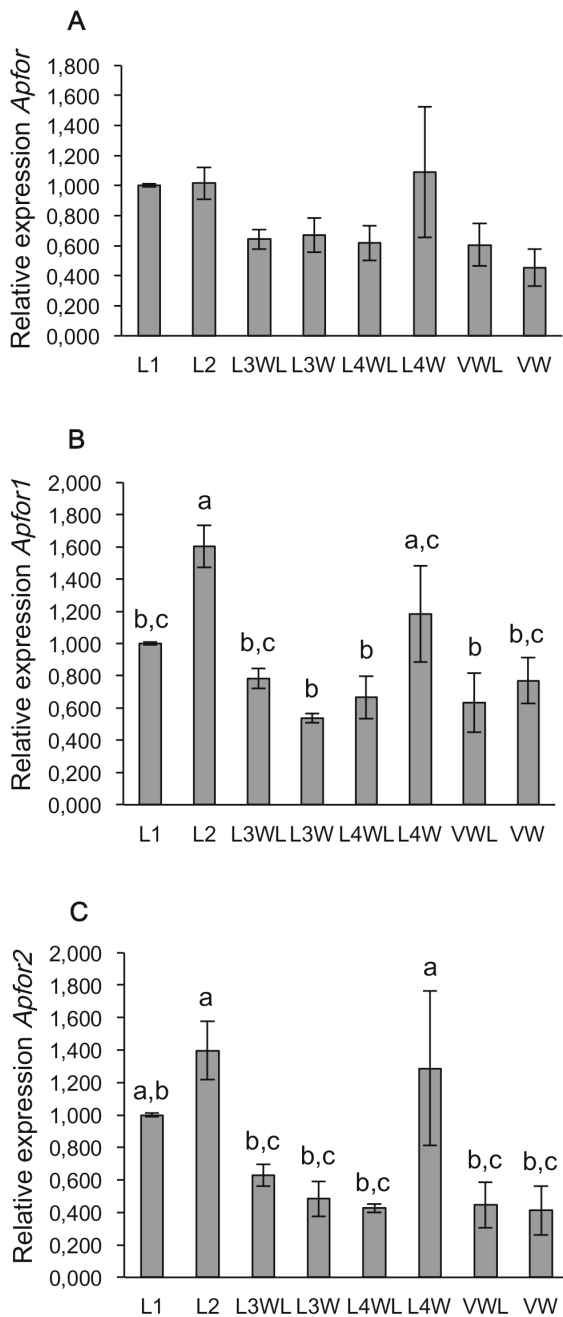 A
Relative expression Apfor
1,800
1,600
1,400
1,200
1,000
0,800
0,600
0,400
0,200
0,000
L1 L2 L3WL L3W L4WL L4W VWL VW
B
Relative expression Apfor1
2,000
1,800
1,600
1,400
1,200
1,000
0,800
0,600
0,400
0,200
0,000
a
a,c
b,c b,c b b b b,c
L1 L2 L3WL L3W L4WL L4W VWL VW
C
Relative expression Apfor2
2,000
1,800
1,600
1,400
1,200
1,000
0,800
0,600
0,400
0,200
0,000
a a
a,b
b,c b,c b,c b,c b,c
L1 L2 L3WL L3W L4WL L4W VWL VW